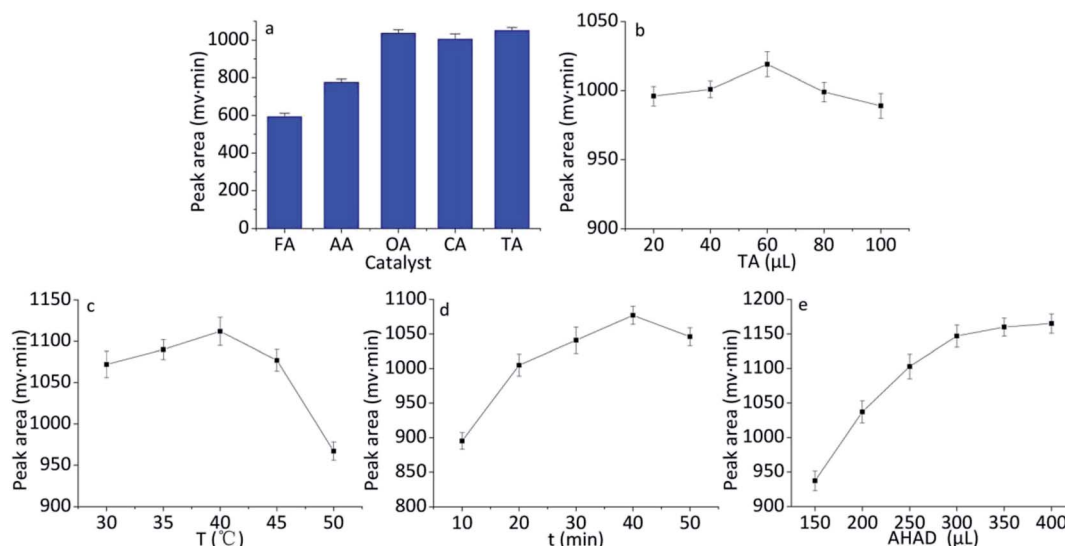 a
Peak area (mv·min)
1000
800
600
400
200
0
FA AA OA CA TA
Catalyst
b
Peak area (mv·min)
1050
1000
950
900
20 40 60 80 100
TA (μL)
c
Peak area (mv·min)
1150
1100
1050
1000
950
900
30 35 40 45 50
T (℃)
d
Peak area (mv·min)
1100
1050
1000
950
900
850
800
10 20 30 40 50
t (min)
e
Peak area (mv·min)
1200
1150
1100
1050
1000
950
900
150 200 250 300 350 400
AHAD (μL)